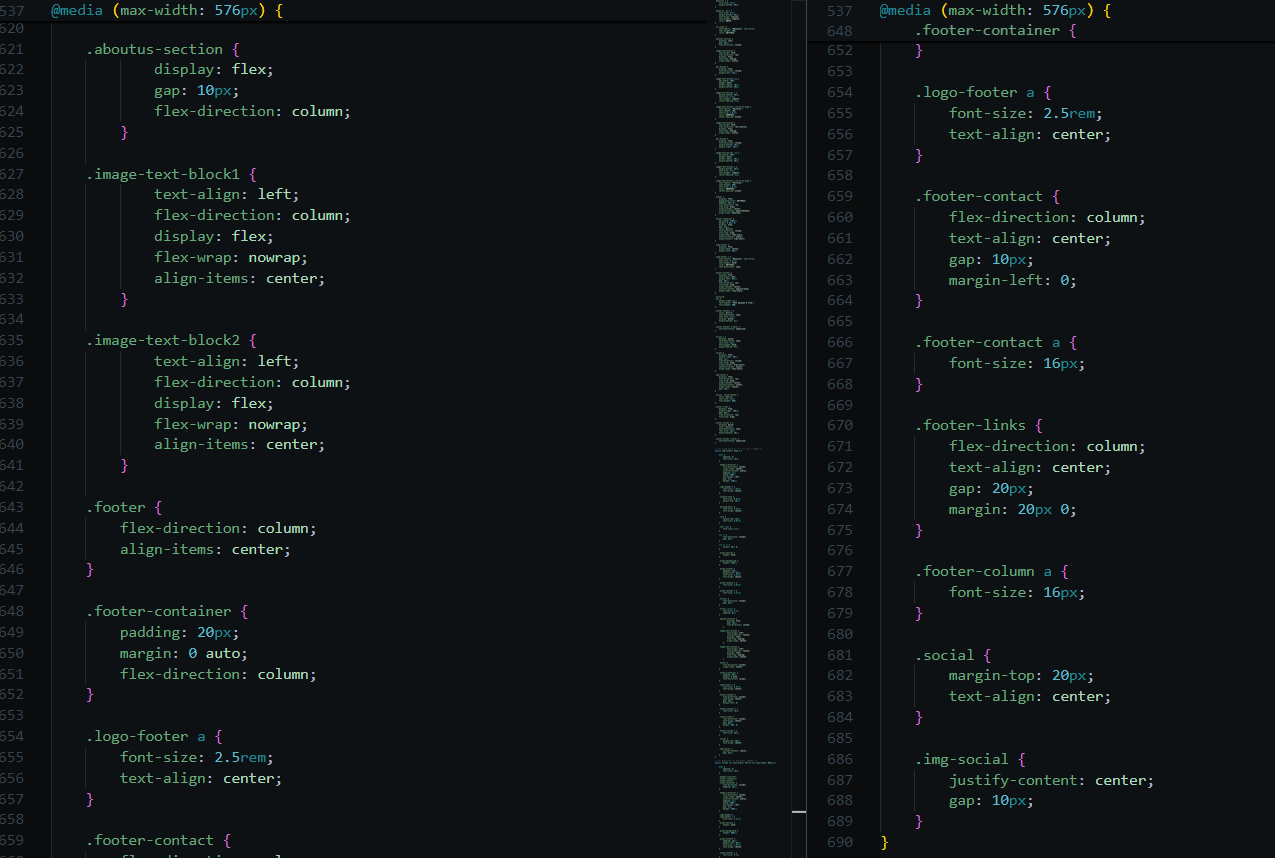 537 @media (max-width: 576px) {
620
621 .aboutus-section {
622 display: flex;
623 gap: 10px;
624 flex-direction: column;
625 }
626
627 .image-text-block1 {
628 text-align: left;
629 flex-direction: column;
630 display: flex;
631 flex-wrap: nowrap;
632 align-items: center;
633 }
634
635 .image-text-block2 {
636 text-align: left;
637 flex-direction: column;
638 display: flex;
639 flex-wrap: nowrap;
640 align-items: center;
641 }
642
643 .footer {
644 flex-direction: column;
645 align-items: center;
646 }
647
648 .footer-container {
649 padding: 20px;
650 margin: 0 auto;
651 flex-direction: column;
652 }
653
654 .logo-footer a {
655 font-size: 2.5rem;
656 text-align: center;
657 }
658
659 .footer-contact {
537 @media (max-width: 576px) {
648 .footer-container {
652 }
653
654 .logo-footer a {
655 font-size: 2.5rem;
656 text-align: center;
657 }
658
659 .footer-contact {
660 flex-direction: column;
661 text-align: center;
662 gap: 10px;
663 margin-left: 0;
664 }
665
666 .footer-contact a {
667 font-size: 16px;
668 }
669
670 .footer-links {
671 flex-direction: column;
672 text-align: center;
673 gap: 20px;
674 margin: 20px 0;
675 }
676
677 .footer-column a {
678 font-size: 16px;
679 }
680
681 .social {
682 margin-top: 20px;
683 text-align: center;
684 }
685
686 .img-social {
687 justify-content: center;
688 gap: 10px;
689 }
690 }